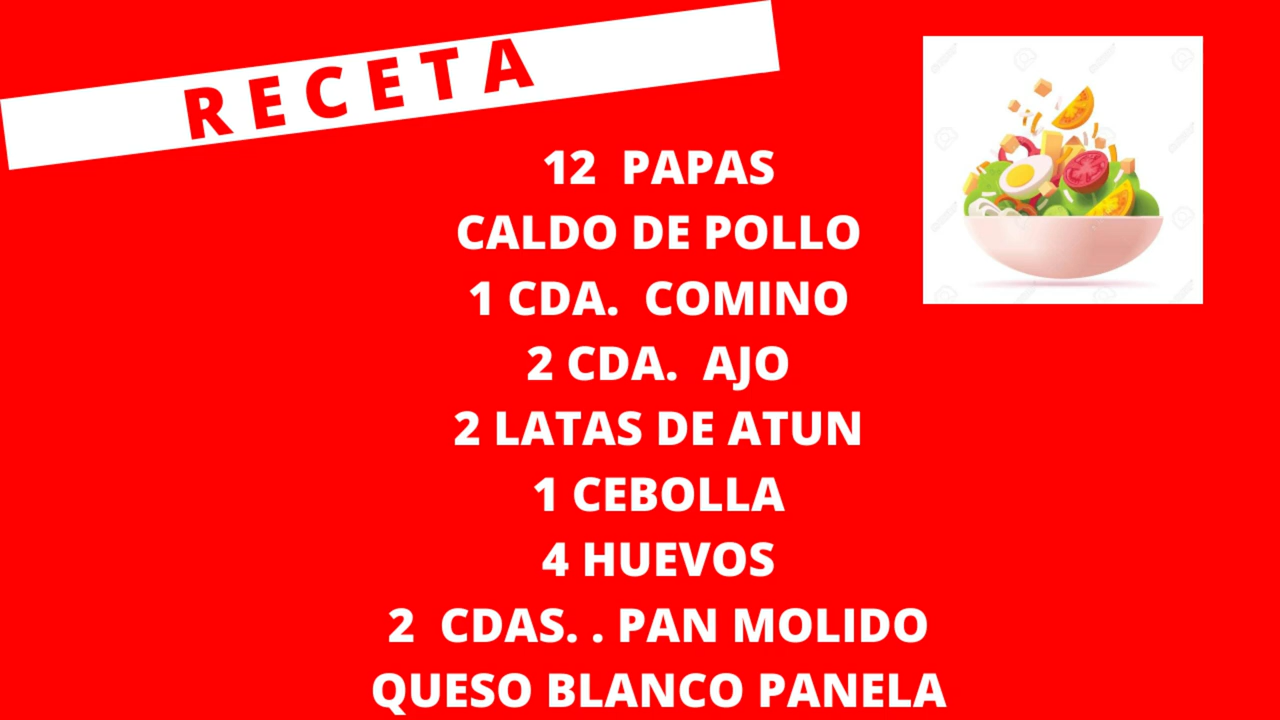 RECETA
12 PAPAS
CALDO DE POLLO
1 CDA. COMINO
2 CDA. AJO
2 LATAS DE ATUN
1 CEBOLLA
4 HUEVOS
2 CDAS. . PAN MOLIDO
QUESO BLANCO PANELA